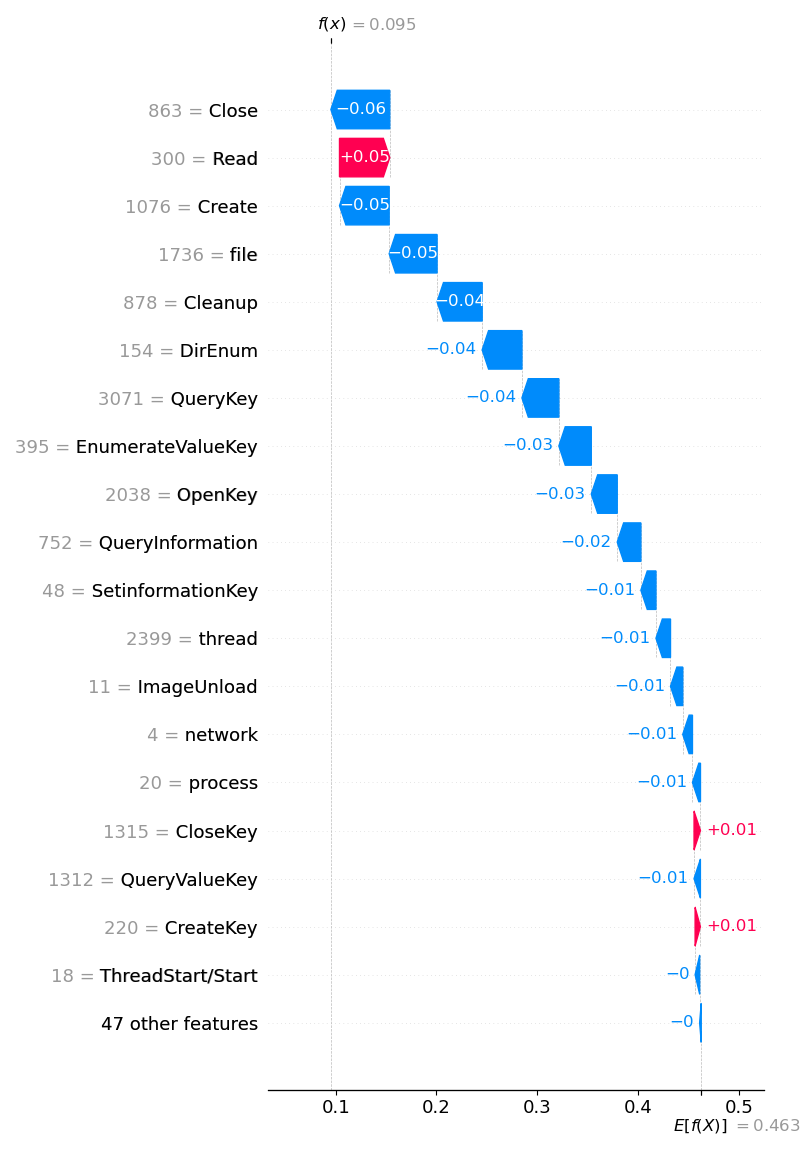 f(x) = 0.095
863 = Close −0.06
300 = Read +0.05
1076 = Create −0.05
1736 = file −0.05
878 = Cleanup −0.04
154 = DirEnum −0.04
3071 = QueryKey −0.04
395 = EnumerateValueKey −0.03
2038 = OpenKey −0.03
752 = QueryInformation −0.02
48 = SetinformationKey −0.01
2399 = thread −0.01
11 = ImageUnload −0.01
4 = network −0.01
20 = process −0.01
1315 = CloseKey +0.01
1312 = QueryValueKey −0.01
220 = CreateKey +0.01
18 = ThreadStart/Start −0
47 other features −0
0.1 0.2 0.3 0.4 0.5
E[f(X)] = 0.463